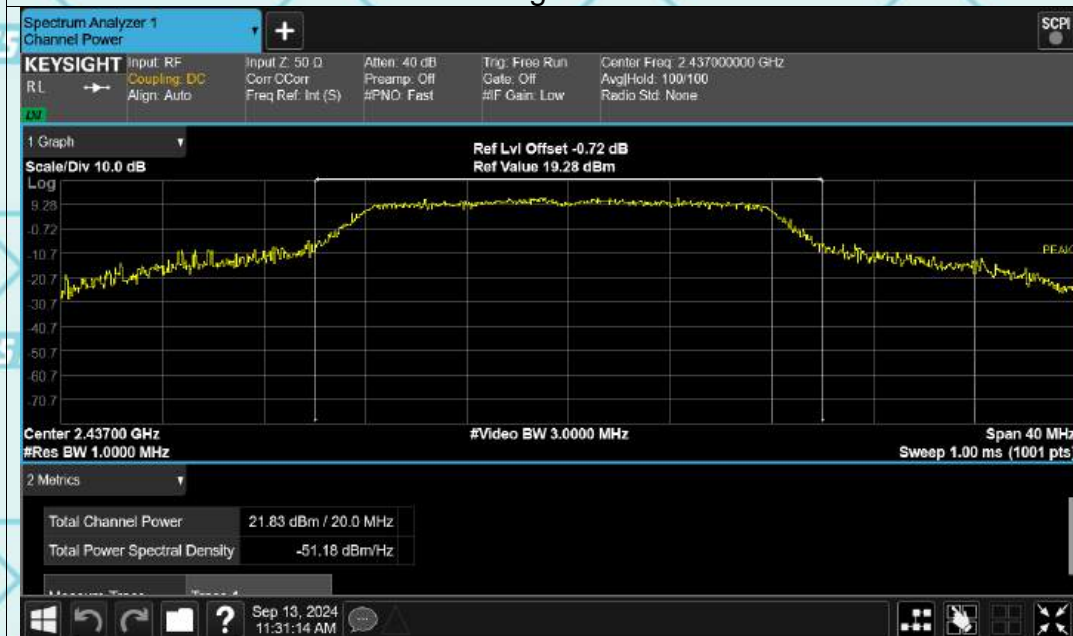 Spectrum Analyzer 1
Channel Power
+
SCPI
KEYSIGHT
RL
LXI
Input: RF
Coupling: DC
Align: Auto
Input Z: 50 Ω
Corr CCorr
Freq Ref: Int (S)
Atten: 40 dB
Preamp: Off
#PNO: Fast
Trig: Free Run
Gate: Off
#IF Gain: Low
Center Freq: 2.437000000 GHz
Avg|Hold: 100/100
Radio Std: None
1 Graph
Scale/Div 10.0 dB
Ref Lvl Offset -0.72 dB
Ref Value 19.28 dBm
Log
9.28
-0.72
-10.7
-20.7
-30.7
-40.7
-50.7
-60.7
-70.7
PEAK
Center 2.43700 GHz
#Video BW 3.0000 MHz
Span 40 MHz
#Res BW 1.0000 MHz
Sweep 1.00 ms (1001 pts)
2 Metrics
Total Channel Power 21.83 dBm / 20.0 MHz
Total Power Spectral Density -51.18 dBm/Hz
?
Sep 13, 2024
11:31:14 AM